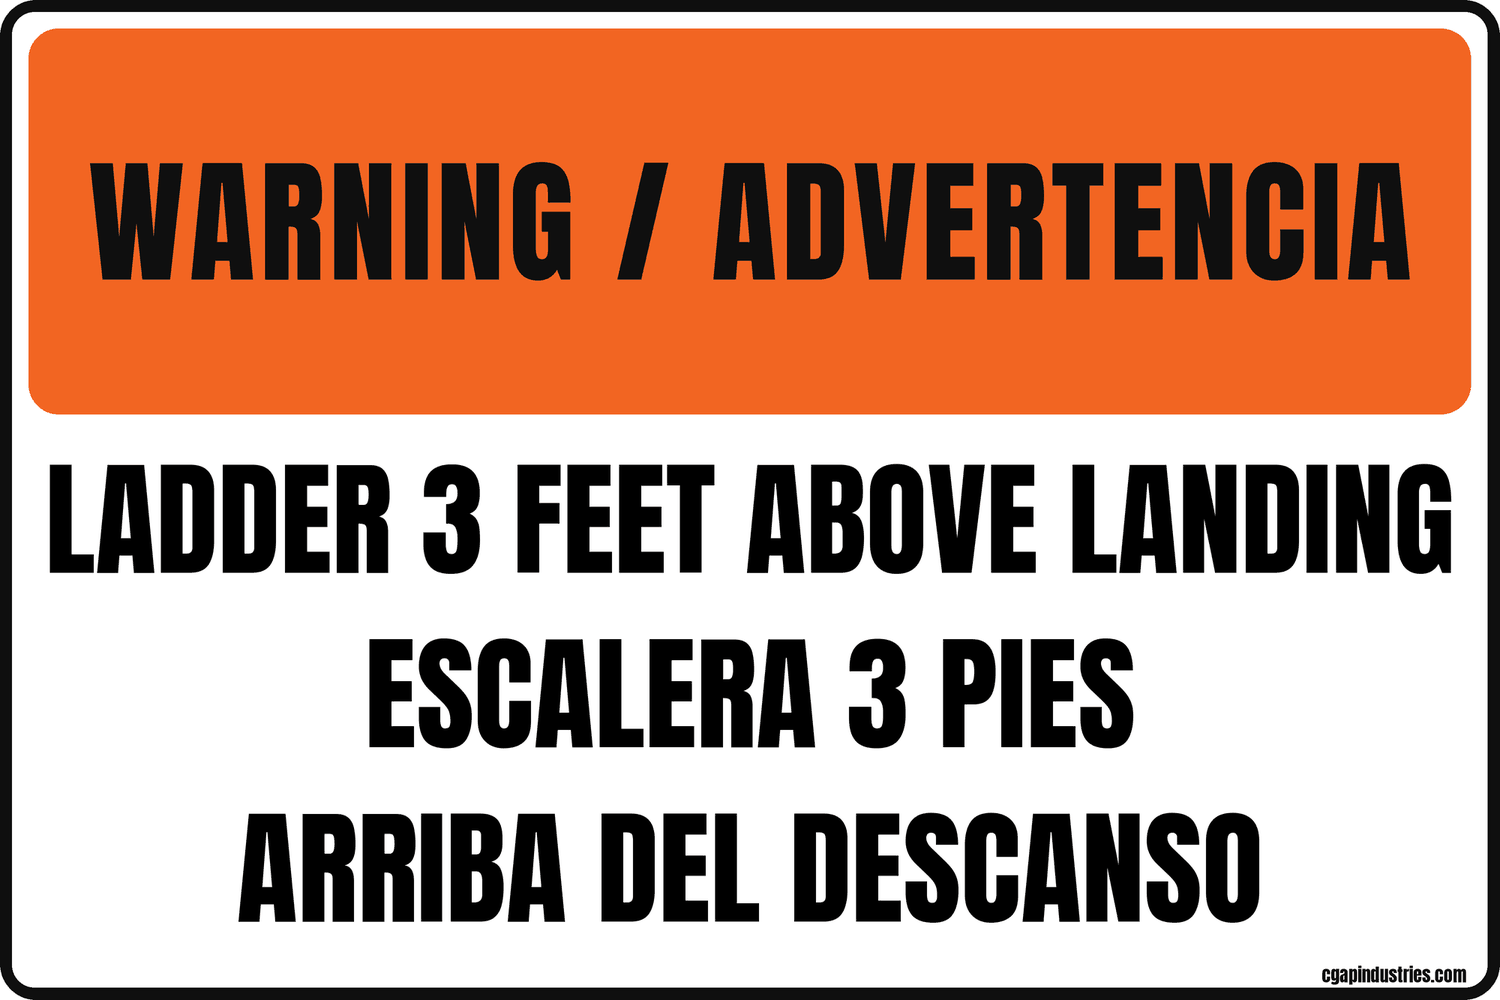 WARNING / ADVERTENCIA
LADDER 3 FEET ABOVE LANDING
ESCALERA 3 PIES
ARRIBA DEL DESCANSO
cgapindustries.com